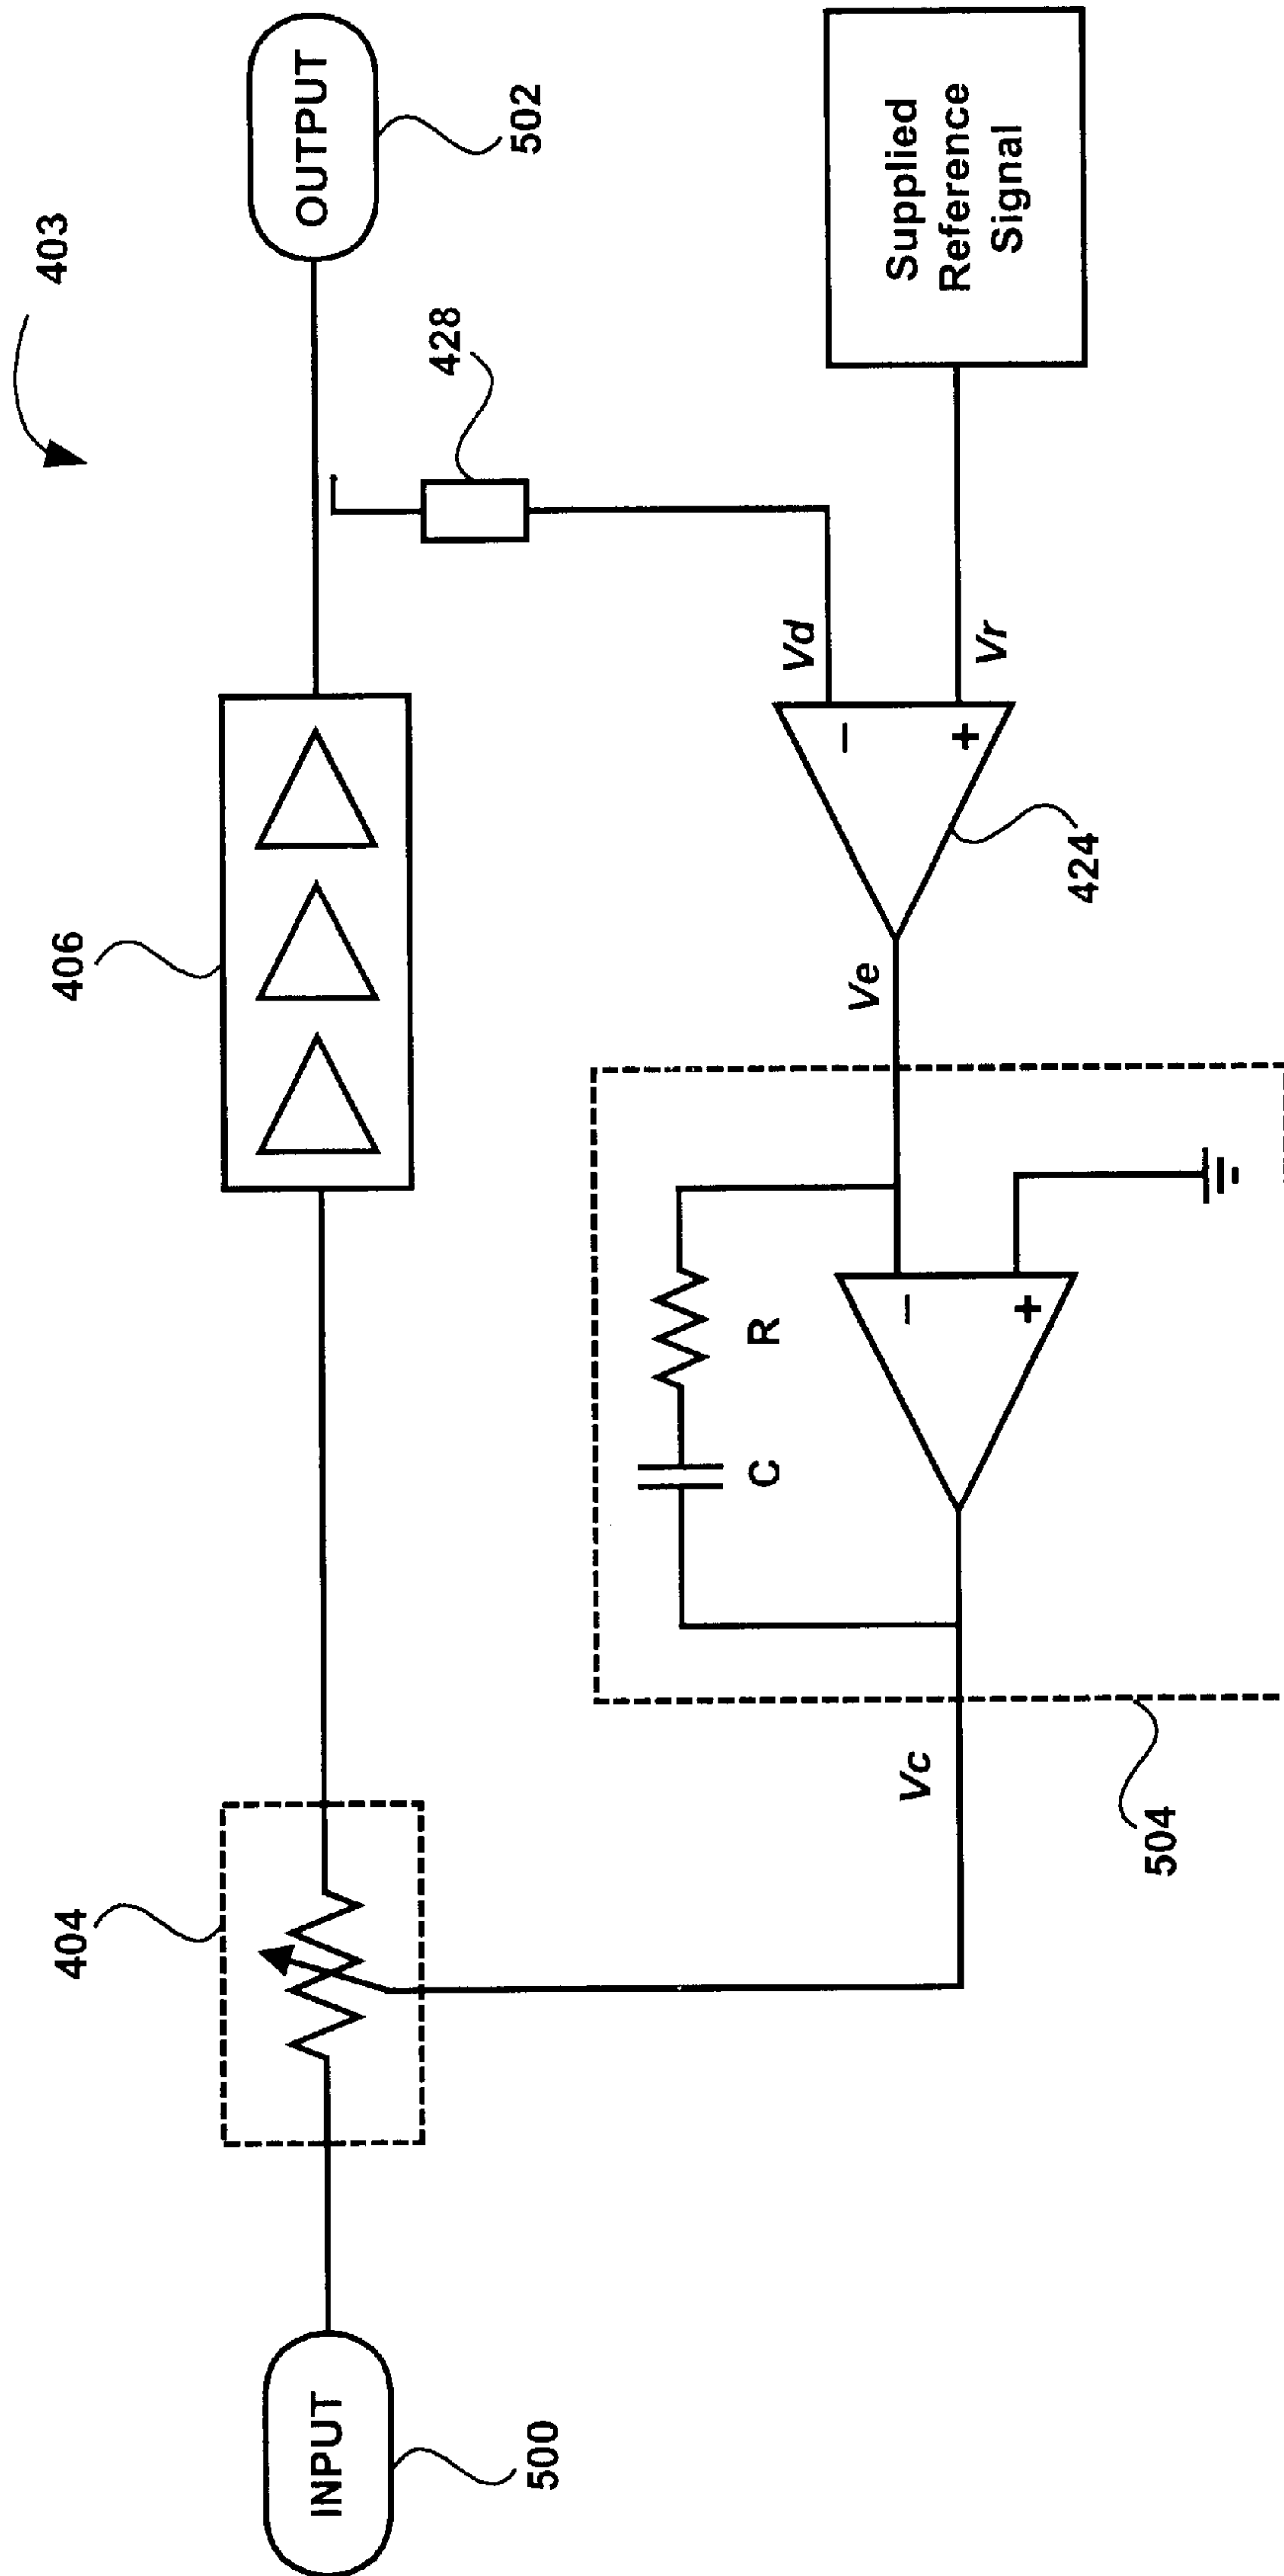 403
404
406
INPUT
500
OUTPUT
502
428
C
R
Vd
Vr
−
+
424
Ve
−
+
Vc
504
Supplied
Reference
Signal